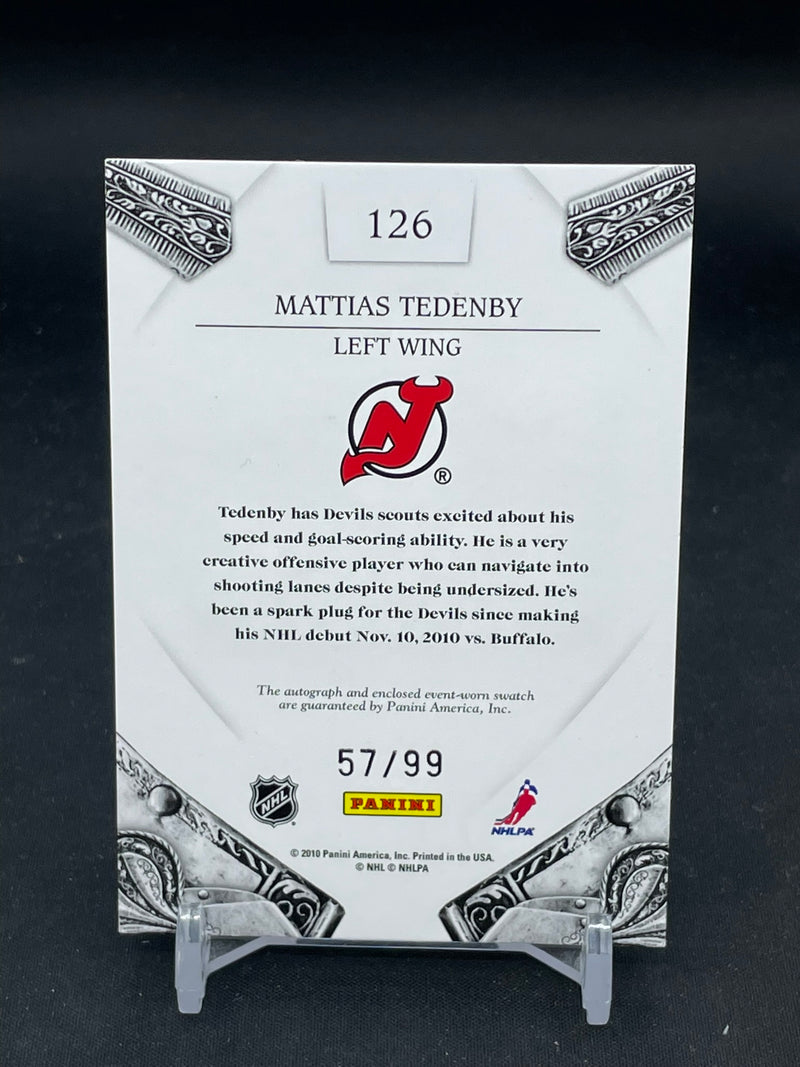 126
MATTIAS TEDENBY
LEFT WING
NJ ®
Tedenby has Devils scouts excited about his
speed and goal-scoring ability. He is a very
creative offensive player who can navigate into
shooting lanes despite being undersized. He's
been a spark plug for the Devils since making
his NHL debut Nov. 10, 2010 vs. Buffalo.
The autograph and enclosed event-worn swatch
are guaranteed by Panini America, Inc.
57/99
NHL
PANINI
NHLPA
© 2010 Panini America, Inc. Printed in the USA.
© NHL © NHLPA